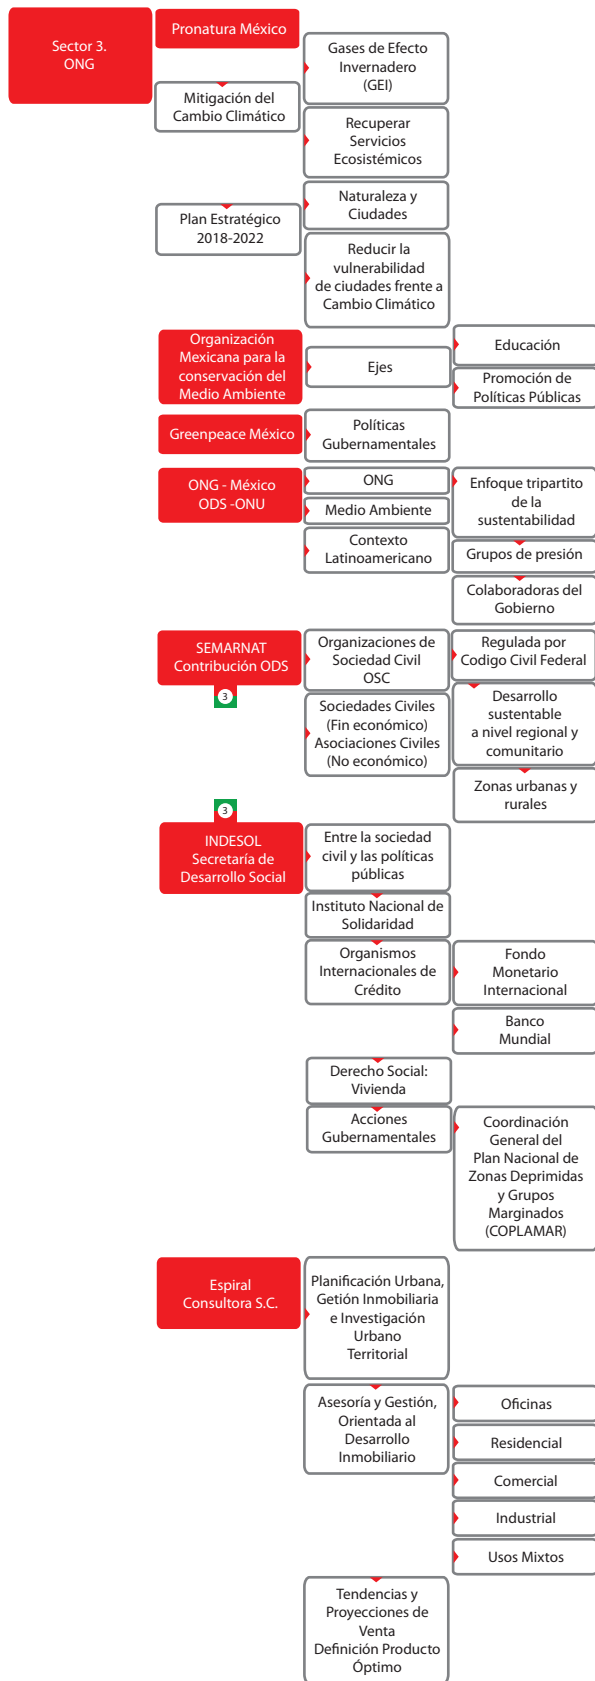 Sector 3.
ONG
Pronatura México
Mitigación del
Cambio Climático
Gases de Efecto
Invernadero
(GEI)
Recuperar
Servicios
Ecosistémicos
Plan Estratégico
2018-2022
Naturaleza y
Ciudades
Reducir la
vulnerabilidad
de ciudades frente a
Cambio Climático
Organización
Mexicana para la
conservación del
Medio Ambiente
Ejes
Educación
Promoción de
Políticas Públicas
Greenpeace México
Políticas
Gubernamentales
ONG - México
ODS -ONU
ONG
Medio Ambiente
Contexto
Latinoamericano
Enfoque tripartito
de la
sustentabilidad
Grupos de presión
Colaboradoras del
Gobierno
SEMARNAT
Contribución ODS
3
Organizaciones de
Sociedad Civil
OSC
Sociedades Civiles
(Fin económico)
Asociaciones Civiles
(No económico)
Regulada por
Codigo Civil Federal
Desarrollo
sustentable
a nivel regional y
comunitario
Zonas urbanas y
rurales
3
INDESOL
Secretaría de
Desarrollo Social
Entre la sociedad
civil y las políticas
públicas
Instituto Nacional de
Solidaridad
Organismos
Internacionales de
Crédito
Fondo
Monetario
Internacional
Banco
Mundial
Derecho Social:
Vivienda
Acciones
Gubernamentales
Coordinación
General del
Plan Nacional de
Zonas Deprimidas
y Grupos
Marginados
(COPLAMAR)
Espiral
Consultora S.C.
Planificación Urbana,
Getión Inmobiliaria
e Investigación
Urbano
Territorial
Asesoría y Gestión,
Orientada al
Desarrollo
Inmobiliario
Oficinas
Residencial
Comercial
Industrial
Usos Mixtos
Tendencias y
Proyecciones de
Venta
Definición Producto
Óptimo